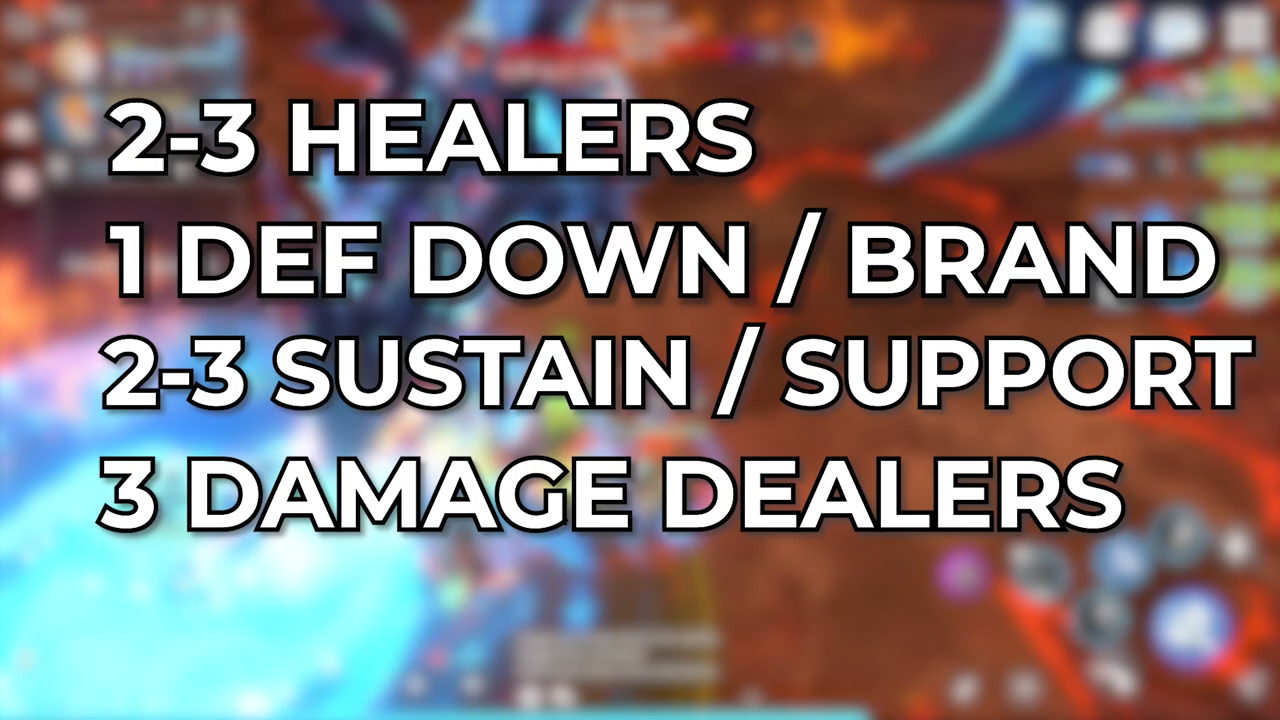 2-3 HEALERS
1 DEF DOWN / BRAND
2-3 SUSTAIN / SUPPORT
3 DAMAGE DEALERS